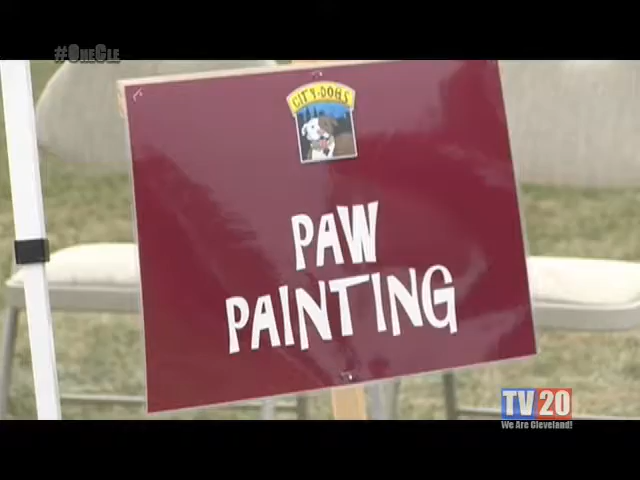 #OneCle
CITY-DOGS
PAW
PAINTING
TV20
We Are Cleveland!